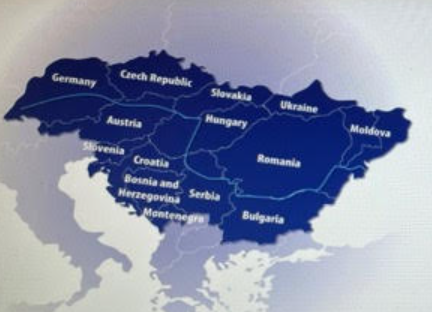 Germany
Czech Republic
Slovakia
Ukraine
Austria
Hungary
Moldova
Slovenia
Croatia
Romania
Bosnia and
Herzegovina
Serbia
Montenegro
Bulgaria